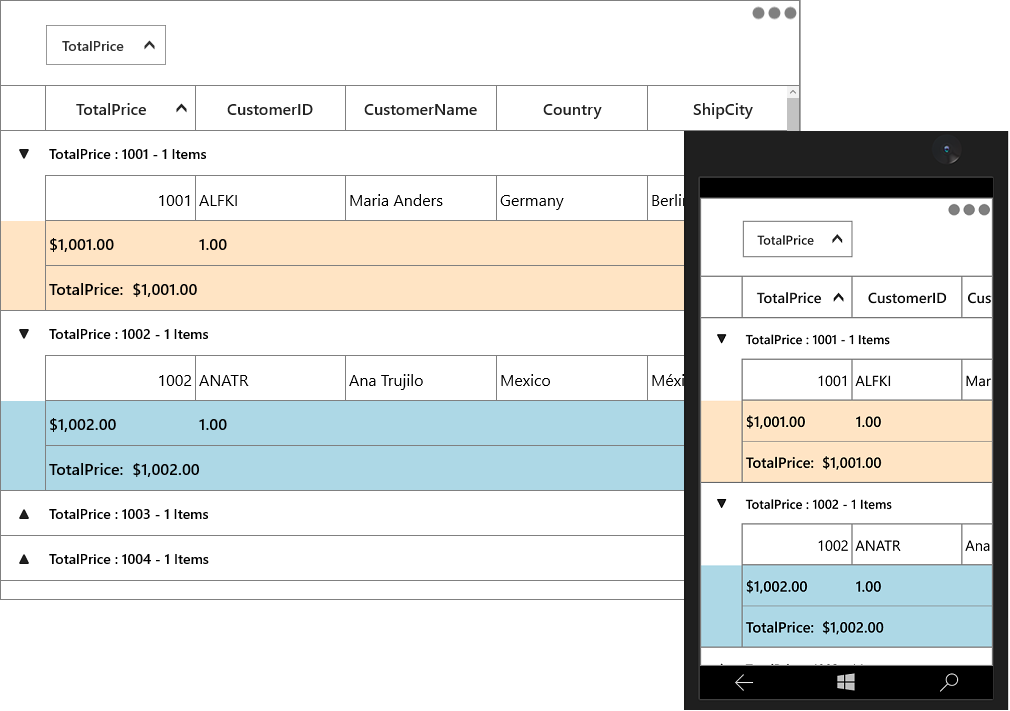 TotalPrice
TotalPrice CustomerID CustomerName Country ShipCity
TotalPrice : 1001 - 1 Items
1001 ALFKI Maria Anders Germany Berlin
$1,001.00 1.00
TotalPrice: $1,001.00
TotalPrice : 1002 - 1 Items
1002 ANATR Ana Trujilo Mexico Méxi
$1,002.00 1.00
TotalPrice: $1,002.00
TotalPrice : 1003 - 1 Items
TotalPrice : 1004 - 1 Items
TotalPrice
TotalPrice CustomerID Cus
TotalPrice : 1001 - 1 Items
1001 ALFKI Mar
$1,001.00 1.00
TotalPrice: $1,001.00
TotalPrice : 1002 - 1 Items
1002 ANATR Ana
$1,002.00 1.00
TotalPrice: $1,002.00